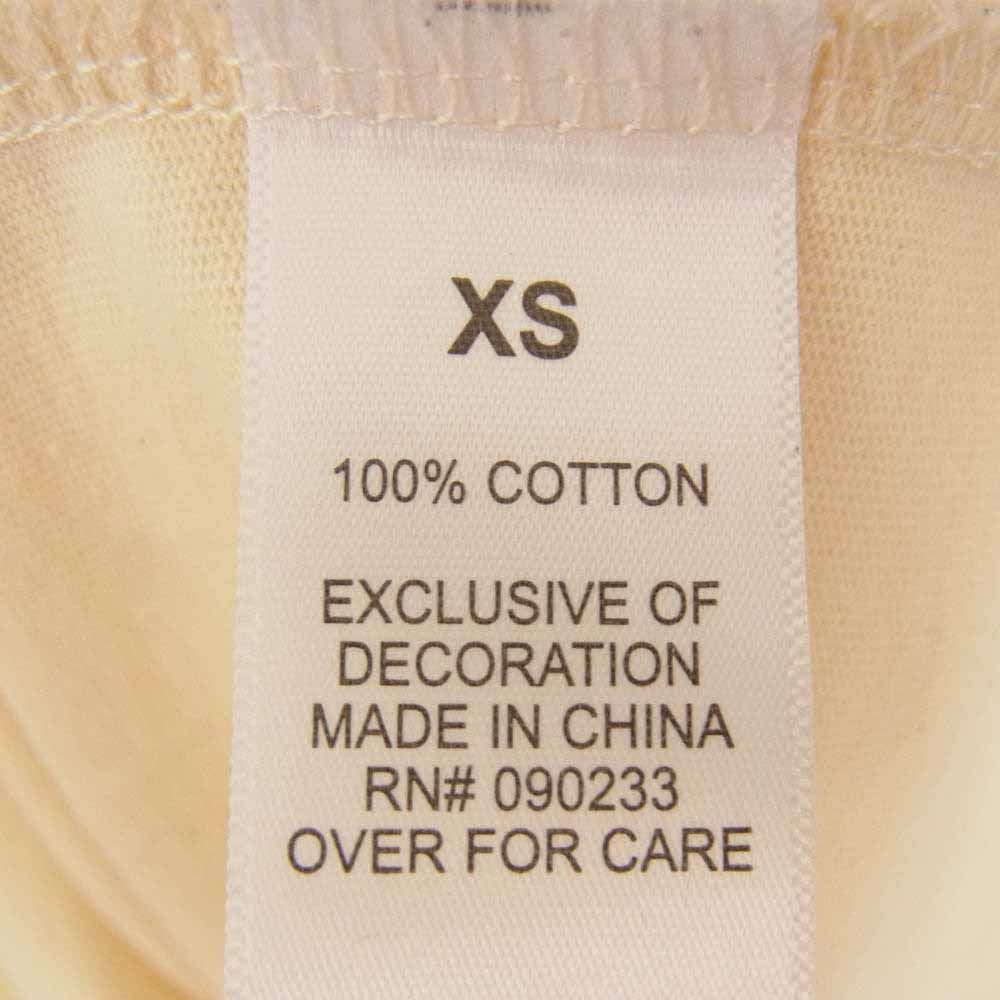 XS
100% COTTON
EXCLUSIVE OF
DECORATION
MADE IN CHINA
RN# 090233
OVER FOR CARE